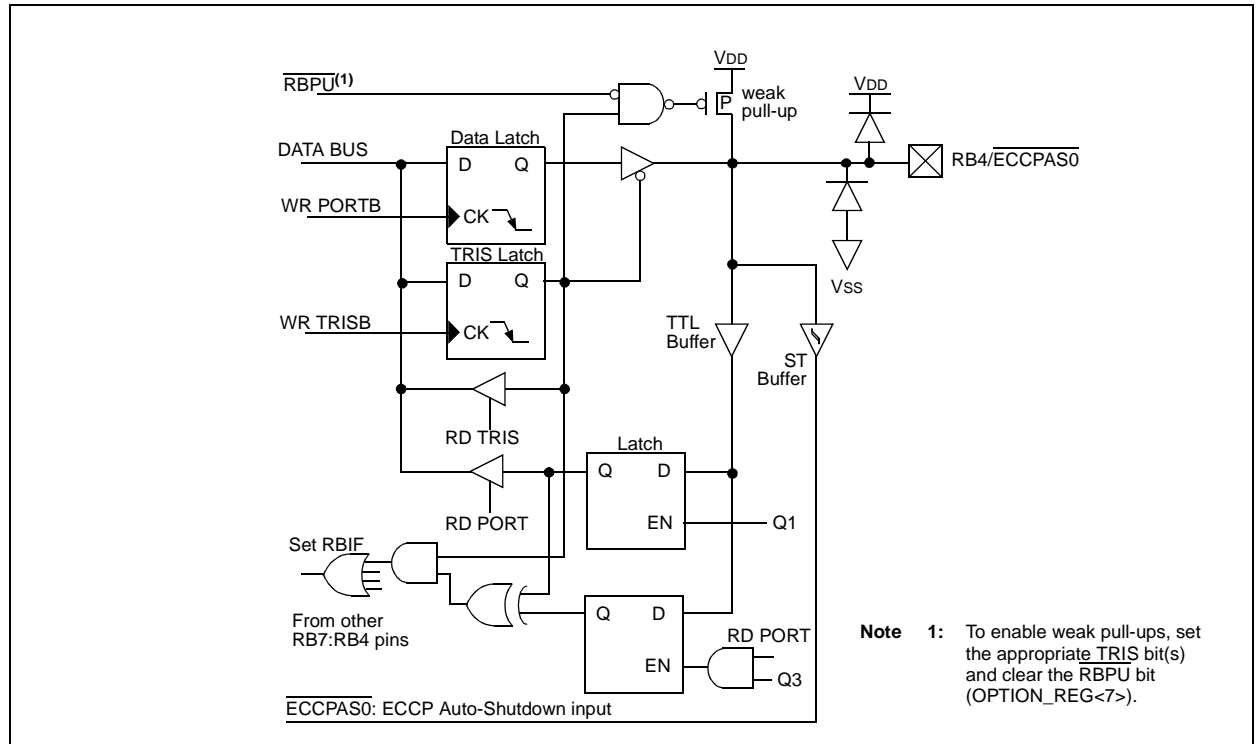 VDD
RBPU(1)
weak
pull-up
VDD
P
DATA BUS
Data Latch
D Q
RB4/ECCPAS0
WR PORTB
CK
TRIS Latch
D Q
VSS
WR TRISB
CK
TTL
Buffer
ST
Buffer
RD TRIS
Latch
Q D
EN
Q1
RD PORT
Set RBIF
From other
RB7:RB4 pins
Q D
RD PORT
EN
Q3
ECCPAS0: ECCP Auto-Shutdown input
Note 1: To enable weak pull-ups, set
the appropriate TRIS bit(s)
and clear the RBPU bit
(OPTION_REG<7>).